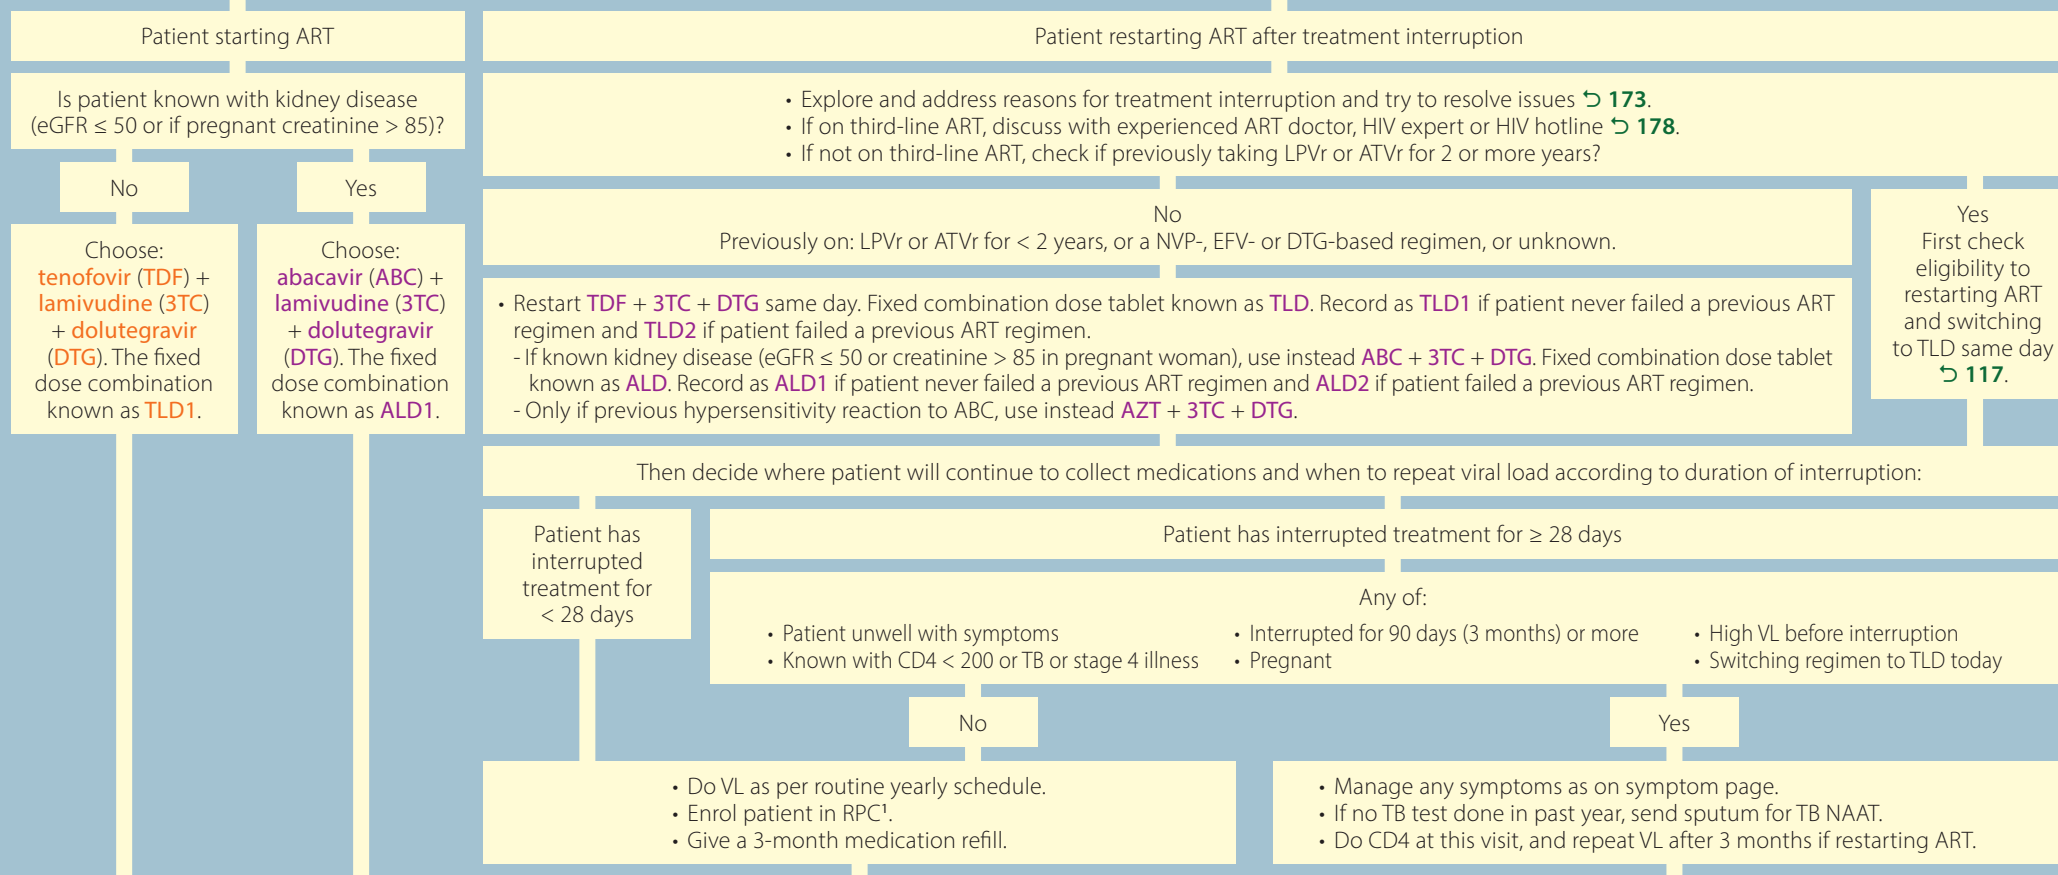 Patient starting ART
Is patient known with kidney disease
(eGFR ≤ 50 or if pregnant creatinine > 85)?
No
Yes
Choose:
tenofovir (TDF) +
lamivudine (3TC)
+ dolutegravir
(DTG). The fixed
dose combination
known as TLD1.
Choose:
abacavir (ABC) +
lamivudine (3TC)
+ dolutegravir
(DTG). The fixed
dose combination
known as ALD1.
Patient restarting ART after treatment interruption
• Explore and address reasons for treatment interruption and try to resolve issues ⮌ 173.
• If on third-line ART, discuss with experienced ART doctor, HIV expert or HIV hotline ⮌ 178.
• If not on third-line ART, check if previously taking LPVr or ATVr for 2 or more years?
No
Previously on: LPVr or ATVr for < 2 years, or a NVP-, EFV- or DTG-based regimen, or unknown.
• Restart TDF + 3TC + DTG same day. Fixed combination dose tablet known as TLD. Record as TLD1 if patient never failed a previous ART
regimen and TLD2 if patient failed a previous ART regimen.
- If known kidney disease (eGFR ≤ 50 or creatinine > 85 in pregnant woman), use instead ABC + 3TC + DTG. Fixed combination dose tablet
known as ALD. Record as ALD1 if patient never failed a previous ART regimen and ALD2 if patient failed a previous ART regimen.
- Only if previous hypersensitivity reaction to ABC, use instead AZT + 3TC + DTG.
Yes
First check
eligibility to
restarting ART
and switching
to TLD same day
⮌ 117.
Then decide where patient will continue to collect medications and when to repeat viral load according to duration of interruption:
Patient has
interrupted
treatment for
< 28 days
Patient has interrupted treatment for ≥ 28 days
Any of:
• Patient unwell with symptoms
• Known with CD4 < 200 or TB or stage 4 illness
• Interrupted for 90 days (3 months) or more
• Pregnant
• High VL before interruption
• Switching regimen to TLD today
No
Yes
• Do VL as per routine yearly schedule.
• Enrol patient in RPC¹.
• Give a 3-month medication refill.
• Manage any symptoms as on symptom page.
• If no TB test done in past year, send sputum for TB NAAT.
• Do CD4 at this visit, and repeat VL after 3 months if restarting ART.